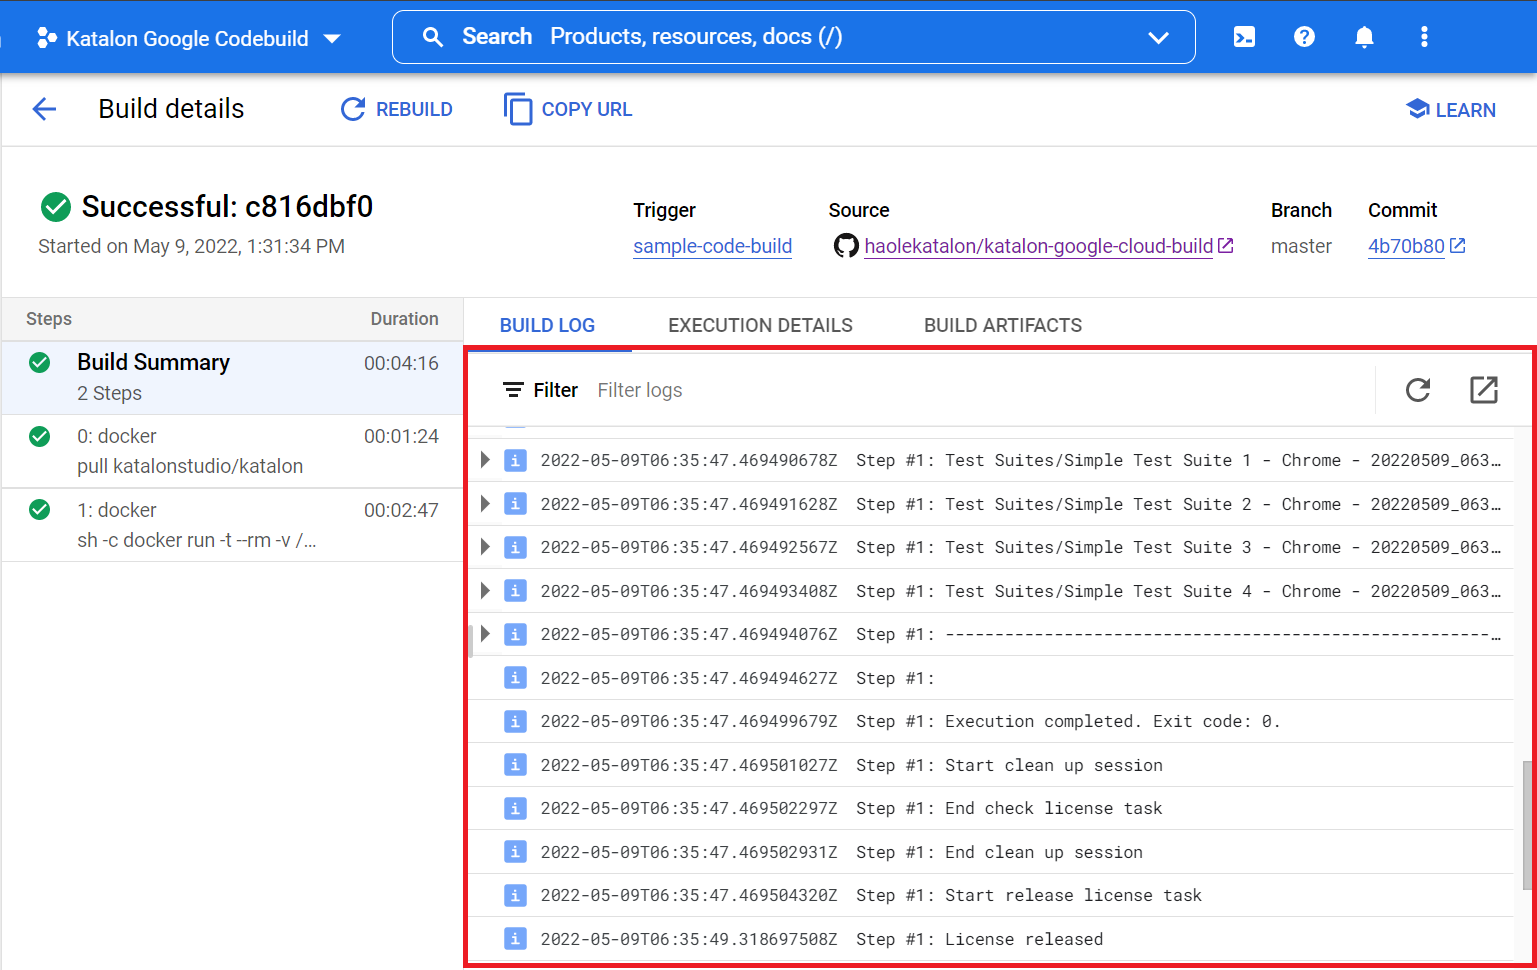 Katalon Google Codebuild
Search Products, resources, docs (/)
Build details
REBUILD
COPY URL
LEARN
Successful: c816dbf0
Started on May 9, 2022, 1:31:34 PM
Trigger
sample-code-build
Source
haolekatalon/katalon-google-cloud-build
Branch
master
Commit
4b70b80
Steps Duration
Build Summary 00:04:16
2 Steps
0: docker 00:01:24
pull katalonstudio/katalon
1: docker 00:02:47
sh -c docker run -t --rm -v /...
BUILD LOG
EXECUTION DETAILS
BUILD ARTIFACTS
Filter Filter logs
2022-05-09T06:35:47.469490678Z Step #1: Test Suites/Simple Test Suite 1 - Chrome - 20220509_063…
2022-05-09T06:35:47.469491628Z Step #1: Test Suites/Simple Test Suite 2 - Chrome - 20220509_063…
2022-05-09T06:35:47.469492567Z Step #1: Test Suites/Simple Test Suite 3 - Chrome - 20220509_063…
2022-05-09T06:35:47.469493408Z Step #1: Test Suites/Simple Test Suite 4 - Chrome - 20220509_063…
2022-05-09T06:35:47.469494076Z Step #1: -------------------------------------------------------…
2022-05-09T06:35:47.469494627Z Step #1:
2022-05-09T06:35:47.469499679Z Step #1: Execution completed. Exit code: 0.
2022-05-09T06:35:47.469501027Z Step #1: Start clean up session
2022-05-09T06:35:47.469502297Z Step #1: End check license task
2022-05-09T06:35:47.469502931Z Step #1: End clean up session
2022-05-09T06:35:47.469504320Z Step #1: Start release license task
2022-05-09T06:35:49.318697508Z Step #1: License released